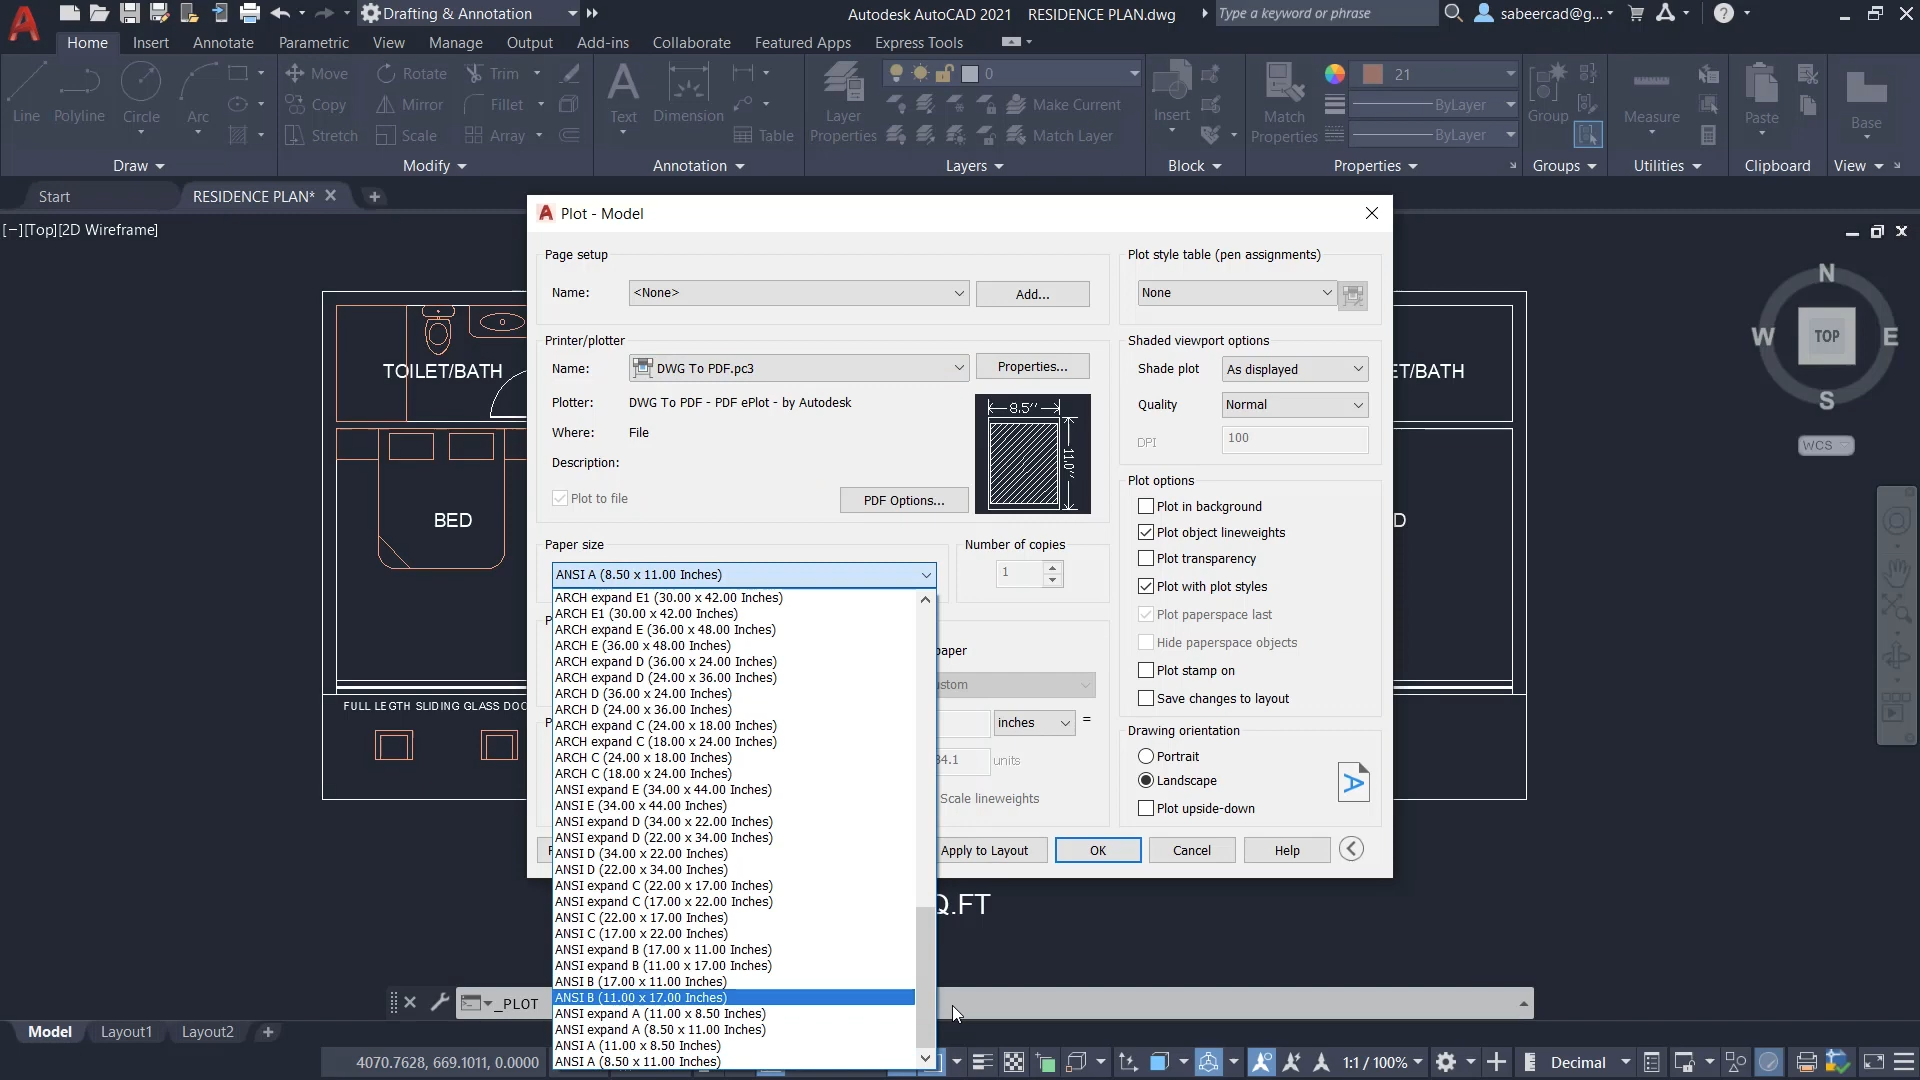 Drafting & Annotation
Autodesk AutoCAD 2021 RESIDENCE PLAN.dwg
Type a keyword or phrase
sabeercad@g...
Home Insert Annotate Parametric View Manage Output Add-ins Collaborate Featured Apps Express Tools
Line
Polyline
Circle
Arc
Draw
Move
Rotate
Trim
Copy
Mirror
Fillet
Stretch
Scale
Array
Modify
Text
Dimension
Table
Annotation
Layer
Properties
0
Make Current
Match Layer
Layers
Insert
Block
Match
Properties
21
ByLayer
ByLayer
Properties
Group
Groups
Measure
Utilities
Paste
Clipboard
Base
View
Start
RESIDENCE PLAN*
[−][Top][2D Wireframe]
TOILET/BATH
BED
FULL LEGTH SLIDING GLASS DOO
ET/BATH
D
Q.FT
N
W
TOP
E
S
WCS
Plot - Model
Page setup
Name:
<None>
Add...
Printer/plotter
Name:
DWG To PDF.pc3
Properties...
Plotter:
DWG To PDF - PDF ePlot - by Autodesk
Where:
File
Description:
Plot to file
PDF Options...
8.5″
11.0″
Paper size
ANSI A (8.50 x 11.00 Inches)
Number of copies
1
ARCH expand E1 (30.00 x 42.00 Inches)
ARCH E1 (30.00 x 42.00 Inches)
ARCH expand E (36.00 x 48.00 Inches)
ARCH E (36.00 x 48.00 Inches)
ARCH expand D (36.00 x 24.00 Inches)
ARCH expand D (24.00 x 36.00 Inches)
ARCH D (36.00 x 24.00 Inches)
ARCH D (24.00 x 36.00 Inches)
ARCH expand C (24.00 x 18.00 Inches)
ARCH expand C (18.00 x 24.00 Inches)
ARCH C (24.00 x 18.00 Inches)
ARCH C (18.00 x 24.00 Inches)
ANSI expand E (34.00 x 44.00 Inches)
ANSI E (34.00 x 44.00 Inches)
ANSI expand D (34.00 x 22.00 Inches)
ANSI expand D (22.00 x 34.00 Inches)
ANSI D (34.00 x 22.00 Inches)
ANSI D (22.00 x 34.00 Inches)
ANSI expand C (22.00 x 17.00 Inches)
ANSI expand C (17.00 x 22.00 Inches)
ANSI C (22.00 x 17.00 Inches)
ANSI C (17.00 x 22.00 Inches)
ANSI expand B (17.00 x 11.00 Inches)
ANSI expand B (11.00 x 17.00 Inches)
ANSI B (17.00 x 11.00 Inches)
ANSI B (11.00 x 17.00 Inches)
ANSI expand A (11.00 x 8.50 Inches)
ANSI expand A (8.50 x 11.00 Inches)
ANSI A (11.00 x 8.50 Inches)
ANSI A (8.50 x 11.00 Inches)
paper
ustom
inches =
34.1 units
Scale lineweights
Plot style table (pen assignments)
None
Shaded viewport options
Shade plot As displayed
Quality Normal
DPI 100
Plot options
Plot in background
Plot object lineweights
Plot transparency
Plot with plot styles
Plot paperspace last
Hide paperspace objects
Plot stamp on
Save changes to layout
Drawing orientation
Portrait
Landscape
Plot upside-down
A
Apply to Layout
OK
Cancel
Help
_PLOT
Model Layout1 Layout2
4070.7628, 669.1011, 0.0000
1:1 / 100%
Decimal